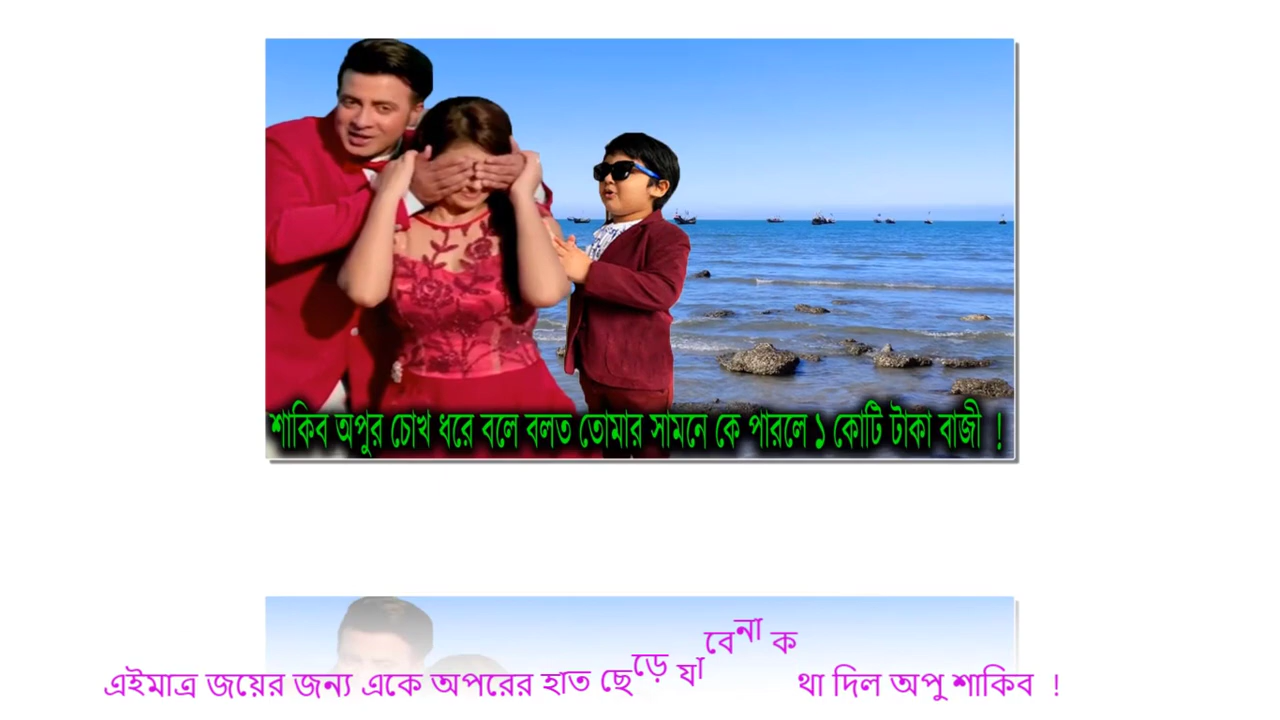 শাকিব অপুর চোখ ধরে বলে বলত তোমার সামনে কে পারলে ১ কোটি টাকা বাজী !
এইমাত্র জয়ের জন্য একে অপরের হাত ছেড়ে যাবেনা কথা দিল অপু শাকিব !